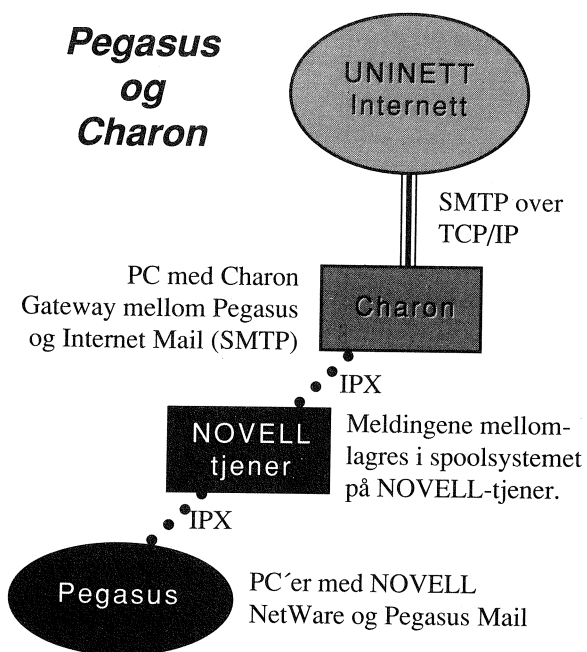 Pegasus
og
Charon
UNINETT
Internett
SMTP over
TCP/IP
PC med Charon
Gateway mellom Pegasus
og Internet Mail (SMTP)
Charon
IPX
NOVELL
tjener
Meldingene mellom-
lagres i spoolsystemet
på NOVELL-tjener.
IPX
Pegasus
PC´er med NOVELL
NetWare og Pegasus Mail